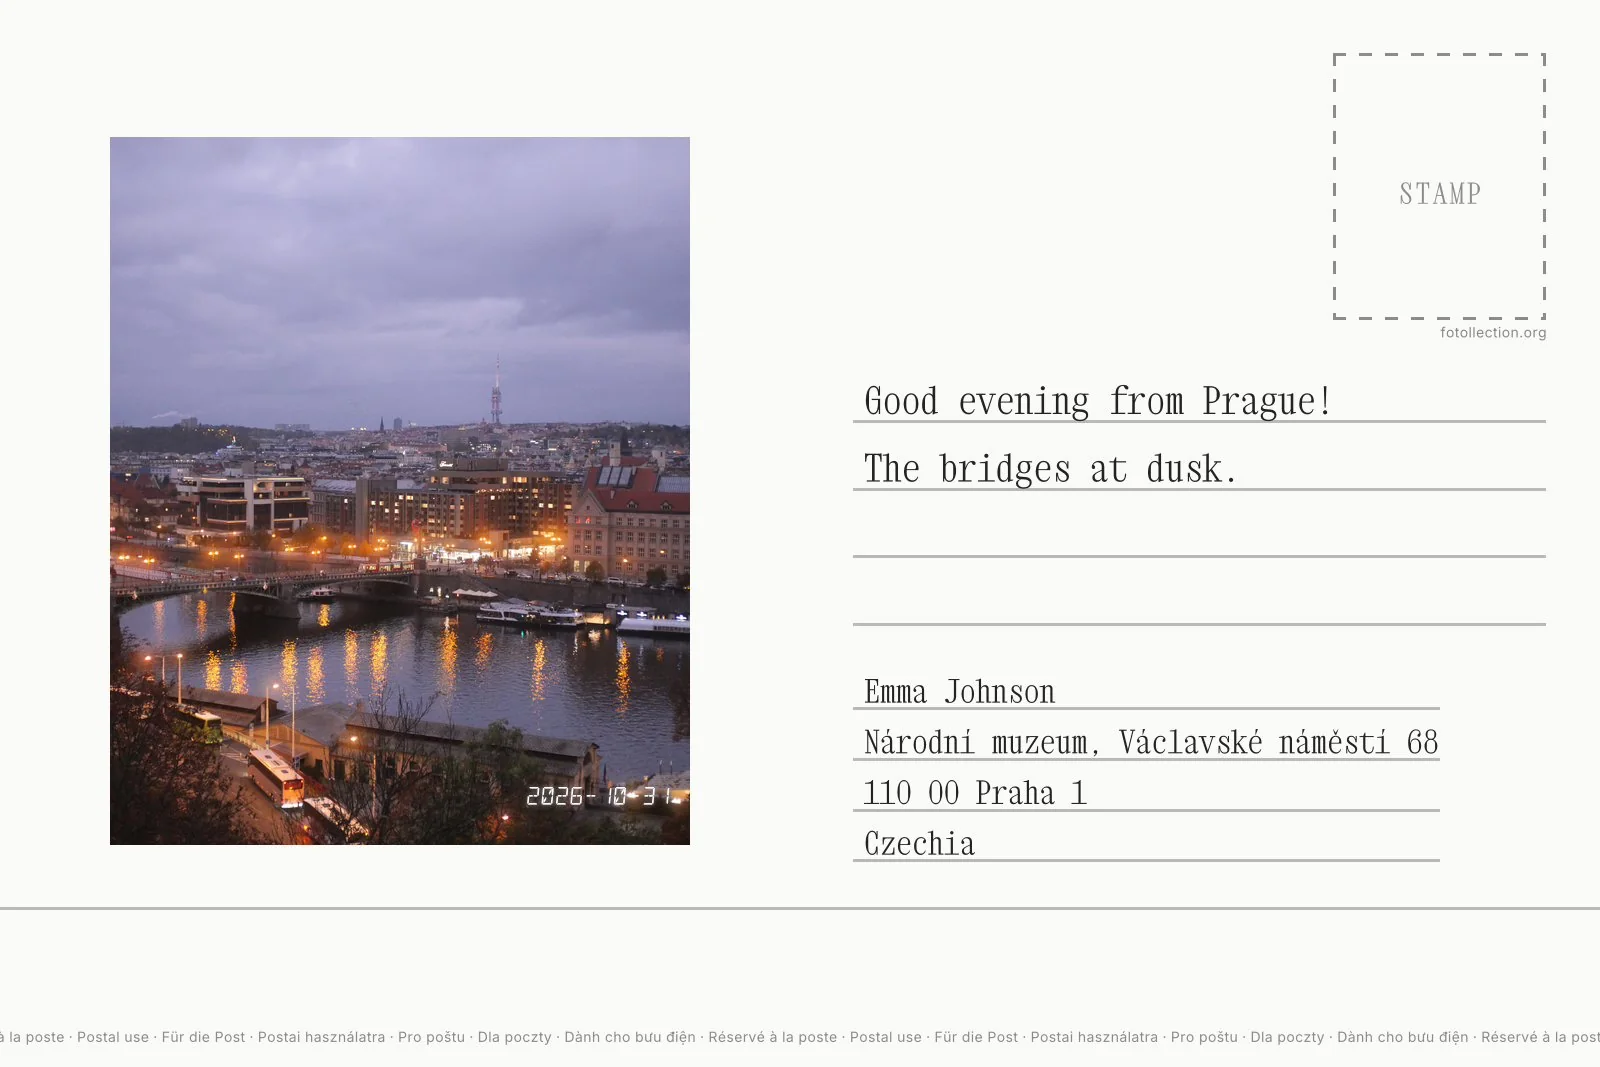 STAMP
fotollection.org
Good evening from Prague!
The bridges at dusk.
Emma Johnson
Národní muzeum, Václavské náměstí 68
110 00 Praha 1
Czechia
2026-10-31
à la poste · Postal use · Für die Post · Postai használatra · Pro poštu · Dla poczty · Dành cho bưu điện · Réservé à la poste · Postal use · Für die Post · Postai használatra · Pro poštu · Dla poczty · Dành cho bưu điện · Réservé à la post